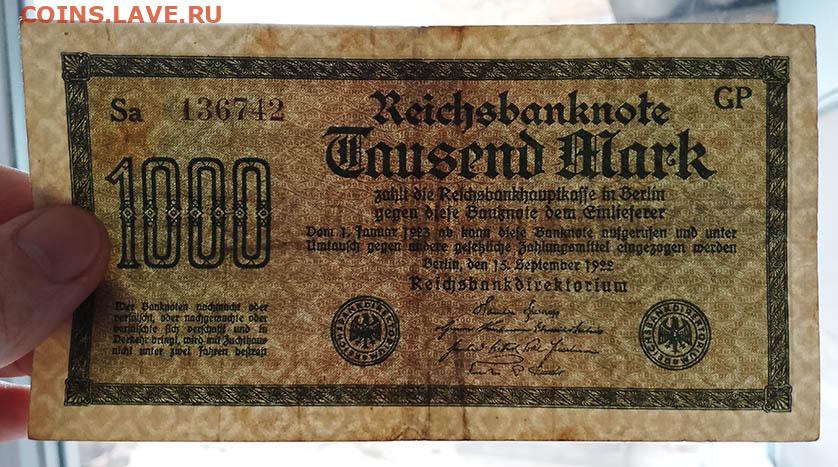 COINS.LAVE.RU
Sa 136742
GP
Reichsbanknote
Tausend Mark
1000
zahlt die Reichsbankhauptkasse in Berlin
gegen diese Banknote dem Einlieferer
Vom 1. Januar 1923 ab kann diese Banknote aufgerufen und unter
Umtausch gegen andere gesetzliche Zahlungsmittel eingezogen werden
Berlin, den 15. September 1922
Reichsbankdirektorium
Wer Banknoten nachmacht oder
verfälscht, oder nachgemachte oder
verfälschte sich verschafft und in
Verkehr bringt, wird mit Zuchthaus
nicht unter zwei Jahren bestraft
REICHSBANKDIREKTORIUM
REICHSBANKDIREKTORIUM